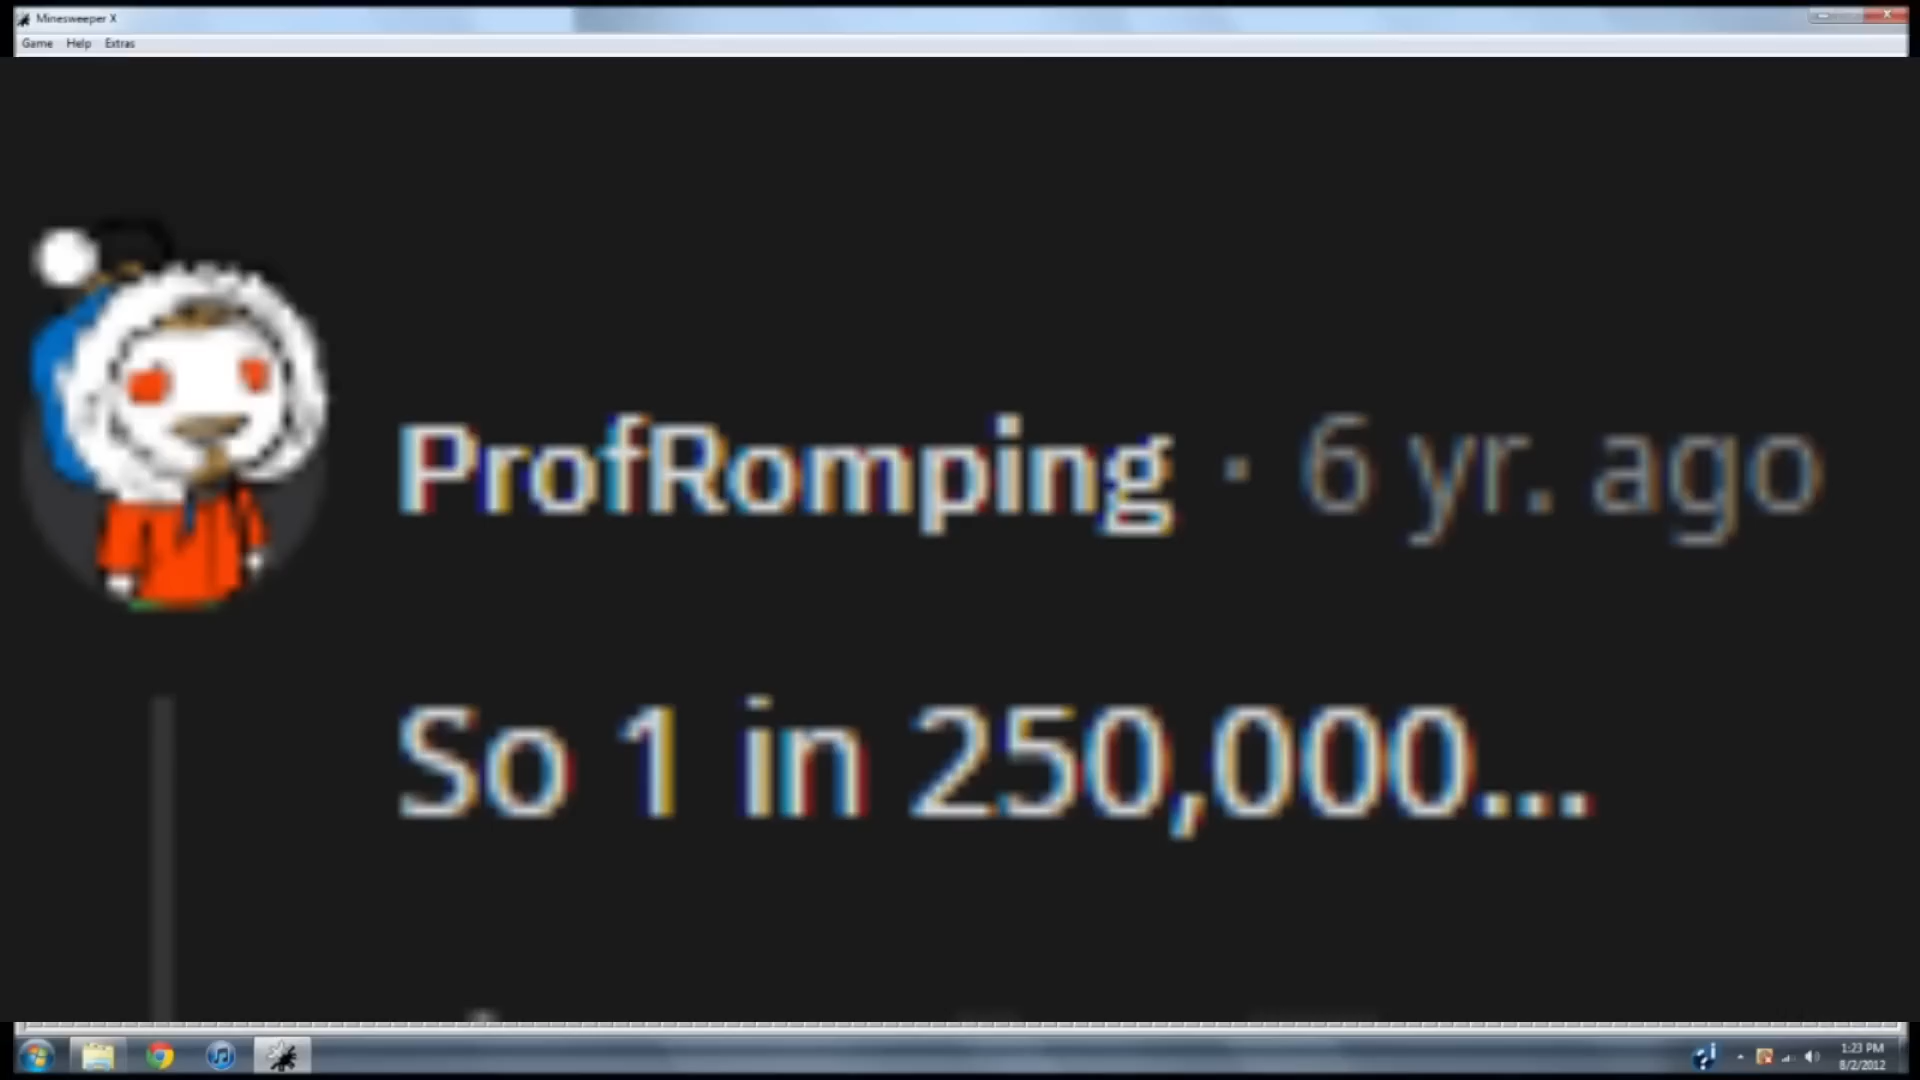 Minesweeper X
Game Help Extras
ProfRomping · 6 yr. ago
So 1 in 250,000...
1:23 PM
8/2/2012